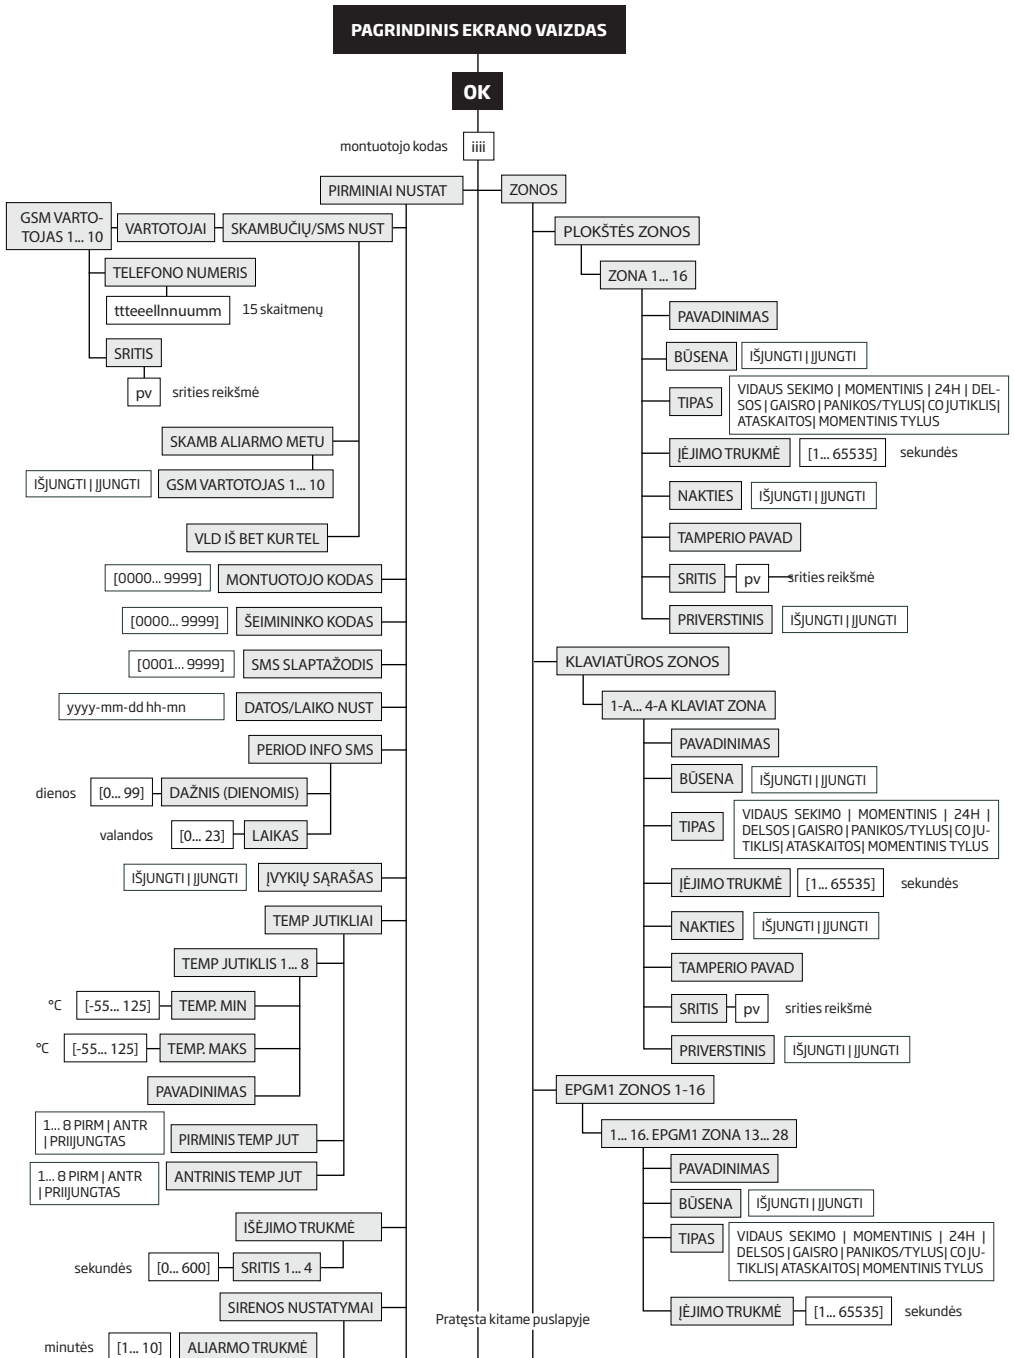 PAGRINDINIS EKRANO VAIZDAS
OK
montuotojo kodas
iiii
PIRMINIAI NUSTAT
ZONOS
GSM VARTO-
TOJAS 1... 10
VARTOTOJAI
SKAMBUČIŲ/SMS NUST
TELEFONO NUMERIS
ttteeellnnuumm
15 skaitmenų
SRITIS
pv
srities reikšmė
SKAMB ALIARMO METU
IŠJUNGTI | ĮJUNGTI
GSM VARTOTOJAS 1... 10
VLD IŠ BET KUR TEL
[0000... 9999]
MONTUOTOJO KODAS
[0000... 9999]
ŠEIMININKO KODAS
[0001... 9999]
SMS SLAPTAŽODIS
yyyy-mm-dd hh-mn
DATOS/LAIKO NUST
PERIOD INFO SMS
dienos
[0... 99]
DAŽNIS (DIENOMIS)
valandos
[0... 23]
LAIKAS
IŠJUNGTI | ĮJUNGTI
ĮVYKIŲ SĄRAŠAS
TEMP JUTIKLIAI
TEMP JUTIKLIS 1... 8
°C
[-55... 125]
TEMP. MIN
°C
[-55... 125]
TEMP. MAKS
PAVADINIMAS
1... 8 PIRM | ANTR
| PRIIJUNGTAS
PIRMINIS TEMP JUT
1... 8 PIRM | ANTR
| PRIIJUNGTAS
ANTRINIS TEMP JUT
IŠĖJIMO TRUKMĖ
sekundės
[0... 600]
SRITIS 1... 4
SIRENOS NUSTATYMAI
minutės
[1... 10]
ALIARMO TRUKMĖ
PLOKŠTĖS ZONOS
ZONA 1... 16
PAVADINIMAS
BŪSENA
IŠJUNGTI | ĮJUNGTI
TIPAS
VIDAUS SEKIMO | MOMENTINIS | 24H | DEL-
SOS | GAISRO | PANIKOS/TYLUS| CO JUTIKLIS|
ATASKAITOS| MOMENTINIS TYLUS
ĮĖJIMO TRUKMĖ
[1... 65535]
sekundės
NAKTIES
IŠJUNGTI | ĮJUNGTI
TAMPERIO PAVAD
SRITIS
pv
srities reikšmė
PRIVERSTINIS
IŠJUNGTI | ĮJUNGTI
KLAVIATŪROS ZONOS
1-A... 4-A KLAVIAT ZONA
PAVADINIMAS
BŪSENA
IŠJUNGTI | ĮJUNGTI
TIPAS
VIDAUS SEKIMO | MOMENTINIS | 24H |
DELSOS | GAISRO | PANIKOS/TYLUS| CO JU-
TIKLIS| ATASKAITOS| MOMENTINIS TYLUS
ĮĖJIMO TRUKMĖ
[1... 65535]
sekundės
NAKTIES
IŠJUNGTI | ĮJUNGTI
TAMPERIO PAVAD
SRITIS
pv
srities reikšmė
PRIVERSTINIS
IŠJUNGTI | ĮJUNGTI
EPGM1 ZONOS 1-16
1... 16. EPGM1 ZONA 13... 28
PAVADINIMAS
BŪSENA
IŠJUNGTI | ĮJUNGTI
TIPAS
VIDAUS SEKIMO | MOMENTINIS | 24H |
DELSOS | GAISRO | PANIKOS/TYLUS| CO JU-
TIKLIS| ATASKAITOS| MOMENTINIS TYLUS
ĮĖJIMO TRUKMĖ
[1... 65535]
sekundės
Pratęsta kitame puslapyje